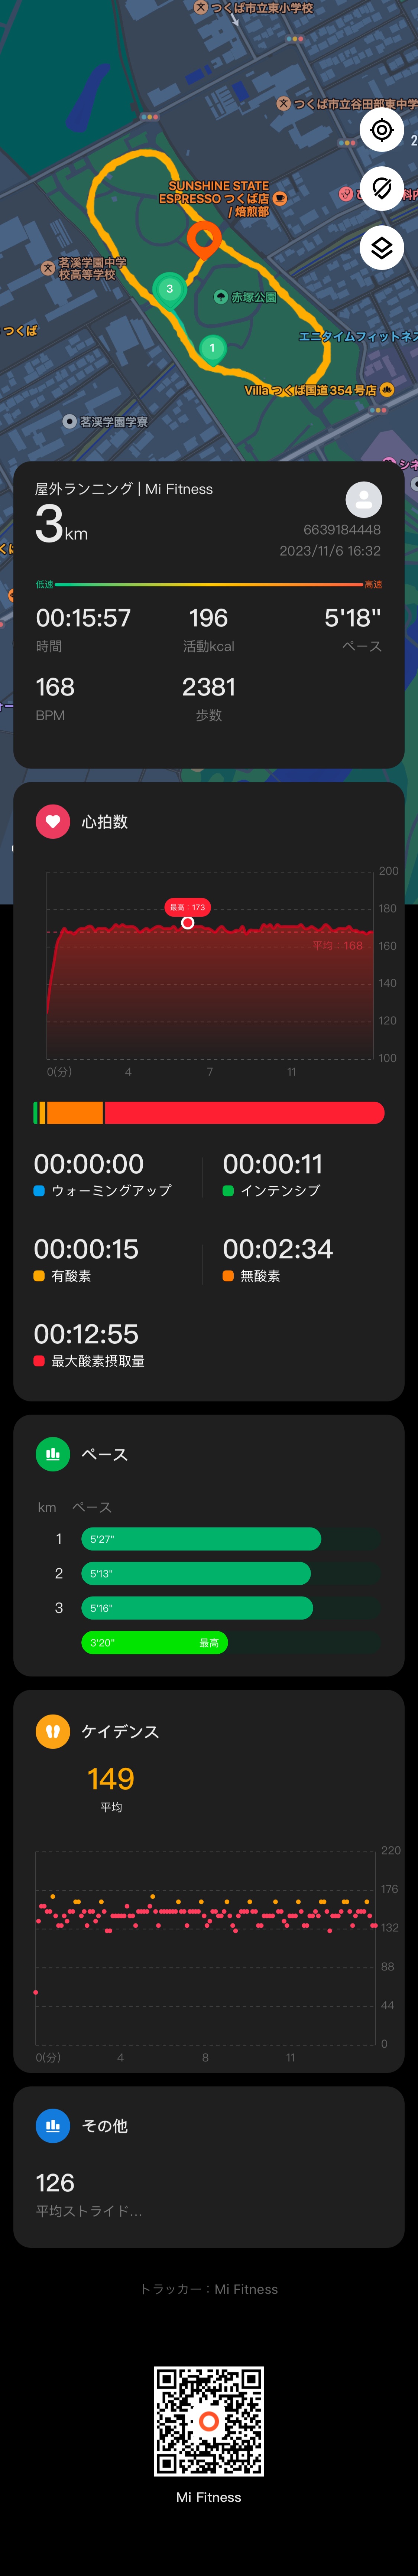 つくば市立東小学校
つくば市立谷田部東中学
2
SUNSHINE STATE
ESPRESSO つくば店
/ 焙煎部
茗溪学園中学
校高等学校
3
赤塚公園
つくば
1
エニタイムフィットネス
Villa つくば国道354号店
茗溪学園学寮
シネ
屋外ランニング | Mi Fitness
3km
6639184448
2023/11/6 16:32
低速
高速
00:15:57
196
5'18"
時間
活動kcal
ペース
168
2381
BPM
歩数
心拍数
200
最高：173
180
平均：168
160
140
120
100
0(分)
4
7
11
00:00:00
00:00:11
ウォーミングアップ
インテンシブ
00:00:15
00:02:34
有酸素
無酸素
00:12:55
最大酸素摂取量
ペース
km ペース
1 5'27"
2 5'13"
3 5'16"
3'20" 最高
ケイデンス
149
平均
220
176
132
88
44
0
0(分)
4
8
11
その他
126
平均ストライド...
トラッカー：Mi Fitness
Mi Fitness